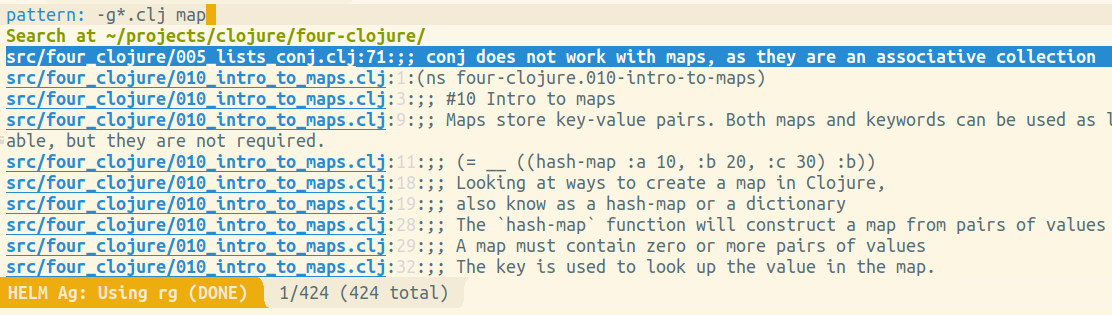 pattern: -g*.clj map
Search at ~/projects/clojure/four-clojure/
src/four_clojure/005_lists_conj.clj:71:;; conj does not work with maps, as they are an associative collection
src/four_clojure/010_intro_to_maps.clj:1:(ns four-clojure.010-intro-to-maps)
src/four_clojure/010_intro_to_maps.clj:3:;; #10 Intro to maps
src/four_clojure/010_intro_to_maps.clj:9:;; Maps store key-value pairs. Both maps and keywords can be used as l
able, but they are not required.
src/four_clojure/010_intro_to_maps.clj:11:;; (= __ ((hash-map :a 10, :b 20, :c 30) :b))
src/four_clojure/010_intro_to_maps.clj:18:;; Looking at ways to create a map in Clojure,
src/four_clojure/010_intro_to_maps.clj:19:;; also know as a hash-map or a dictionary
src/four_clojure/010_intro_to_maps.clj:28:;; The `hash-map` function will construct a map from pairs of values
src/four_clojure/010_intro_to_maps.clj:29:;; A map must contain zero or more pairs of values
src/four_clojure/010_intro_to_maps.clj:32:;; The key is used to look up the value in the map.
HELM Ag: Using rg (DONE) 1/424 (424 total)